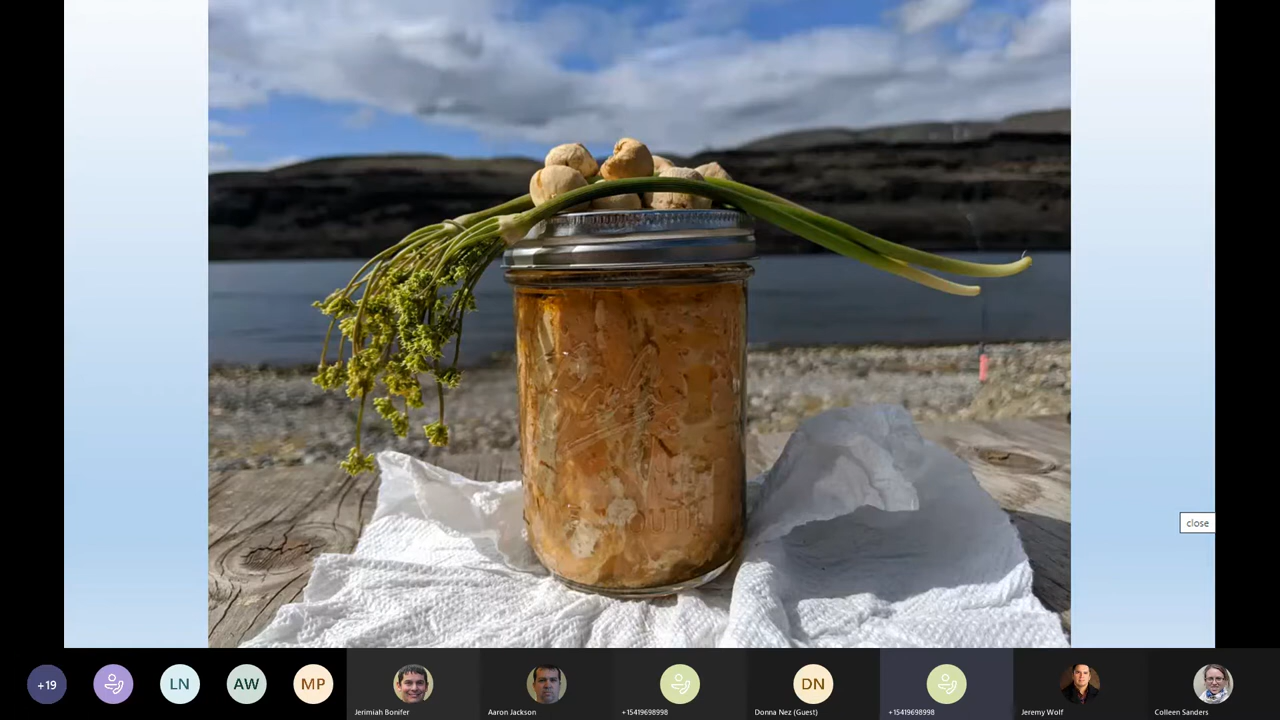 close
+19
LN
AW
MP
Jerimiah Bonifer
Aaron Jackson
+15419698998
DN
Donna Nez (Guest)
+15419698998
Jeremy Wolf
Colleen Sanders